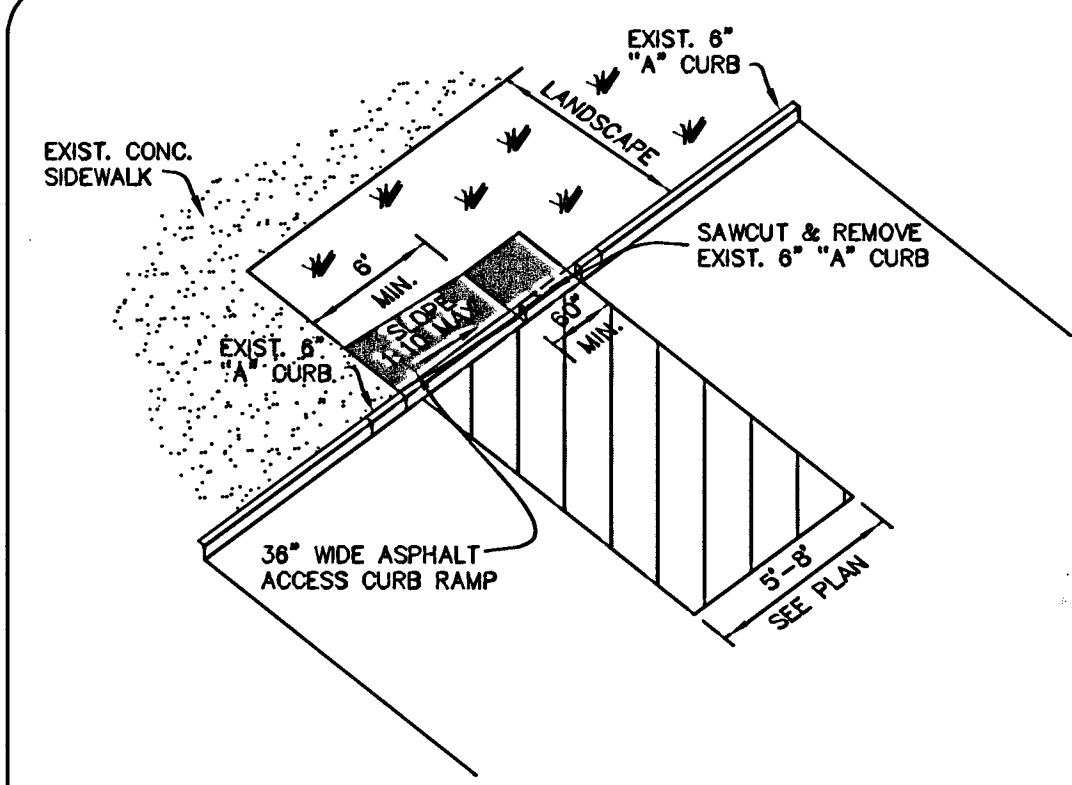 EXIST. 6"
"A" CURB
LANDSCAPE
EXIST. CONC.
SIDEWALK
SAWCUT & REMOVE
EXIST. 6" "A" CURB
6'
MIN.
SLOPE
1:10 MAX
60"
MIN.
EXIST. 6"
"A" CURB
36" WIDE ASPHALT
ACCESS CURB RAMP
5'-8'
SEE PLAN